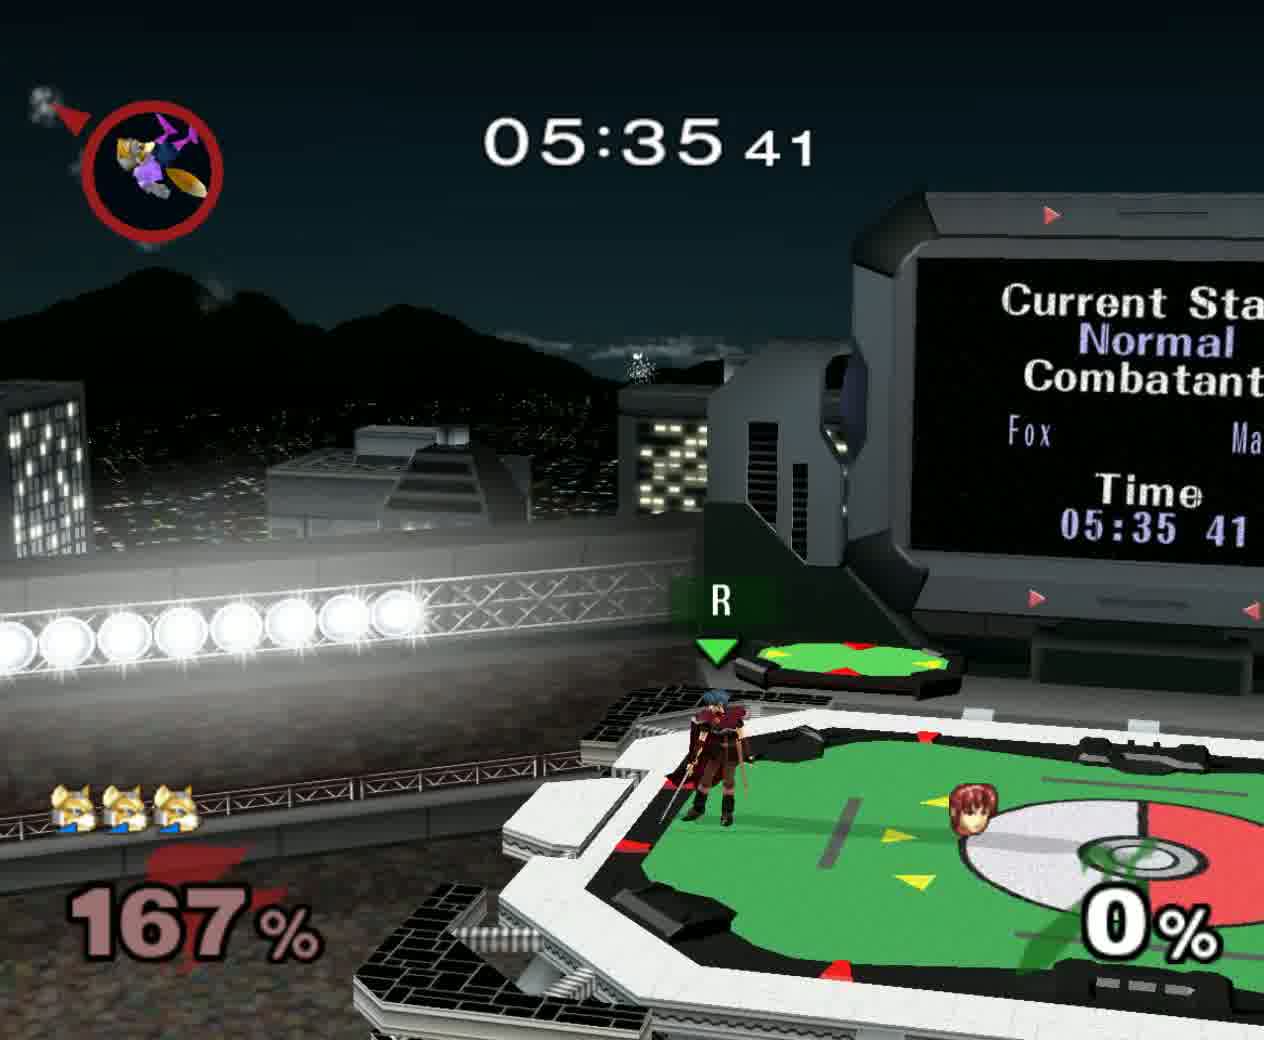 05:35 41
Current Sta
Normal
Combatant
Fox Ma
Time
05:35 41
R
167%
0%